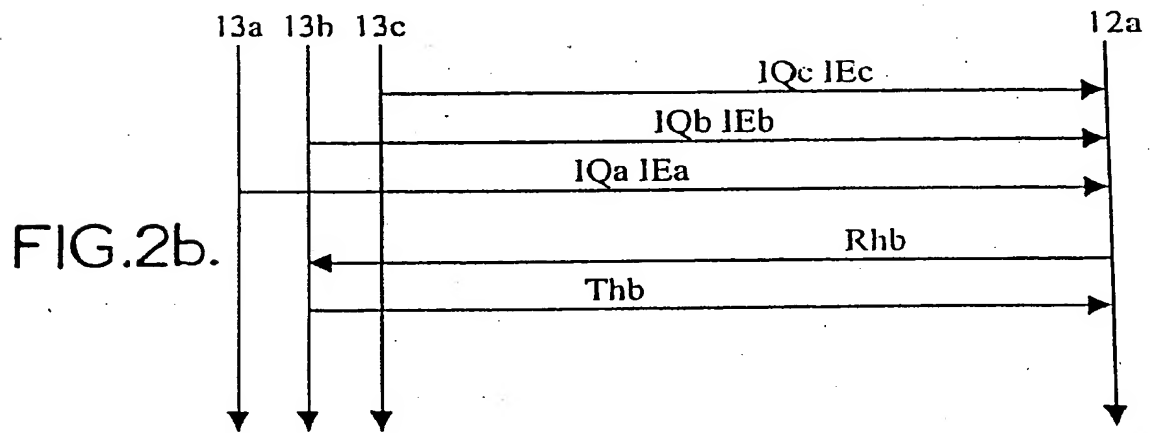 13a 13b 13c 12a
IQc IEc
IQb IEb
IQa IEa
FIG.2b.
Rhb
Thb